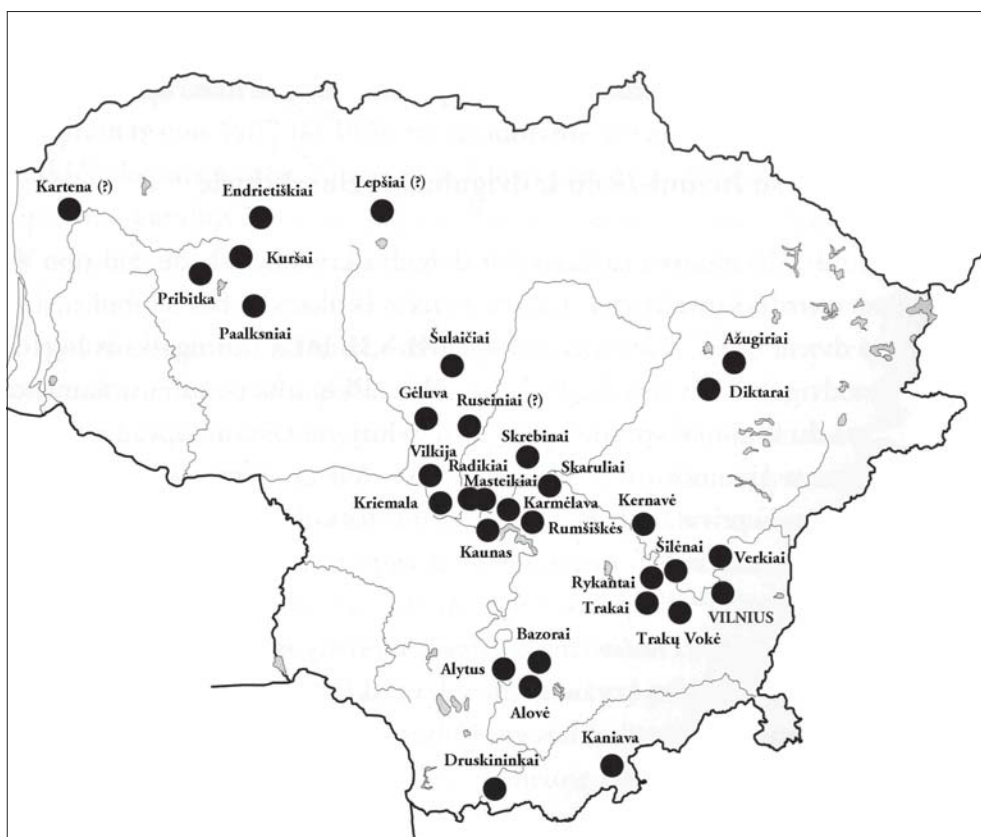 Kartena (?)
Endrietiškiai
Lepšiai (?)
Kuršai
Pribitka
Paalksniai
Šulaičiai
Ažugiriai
Diktarai
Gėluva
Ruseiniai (?)
Skrebinai
Vilkija
Radikiai
Skaruliai
Masteikiai
Kriemala
Karmėlava
Kernavė
Rumšiškės
Kaunas
Šilėnai
Verkiai
Rykantai
Trakai
VILNIUS
Trakų Vokė
Bazorai
Alytus
Alovė
Kaniava
Druskininkai